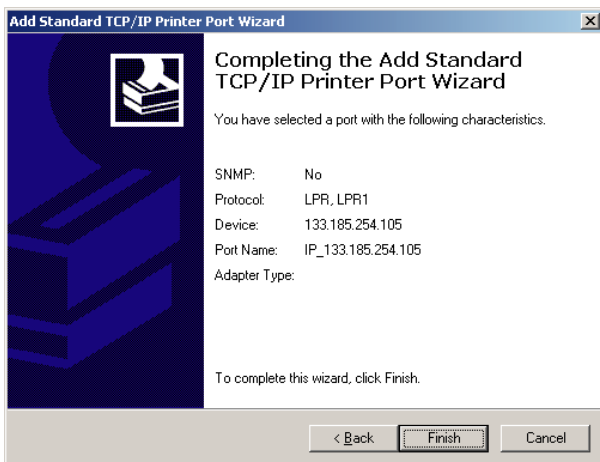 Add Standard TCP/IP Printer Port Wizard
Completing the Add Standard
TCP/IP Printer Port Wizard
You have selected a port with the following characteristics.
SNMP: No
Protocol: LPR, LPR1
Device: 133.185.254.105
Port Name: IP_133.185.254.105
Adapter Type:
To complete this wizard, click Finish.
< Back Finish Cancel